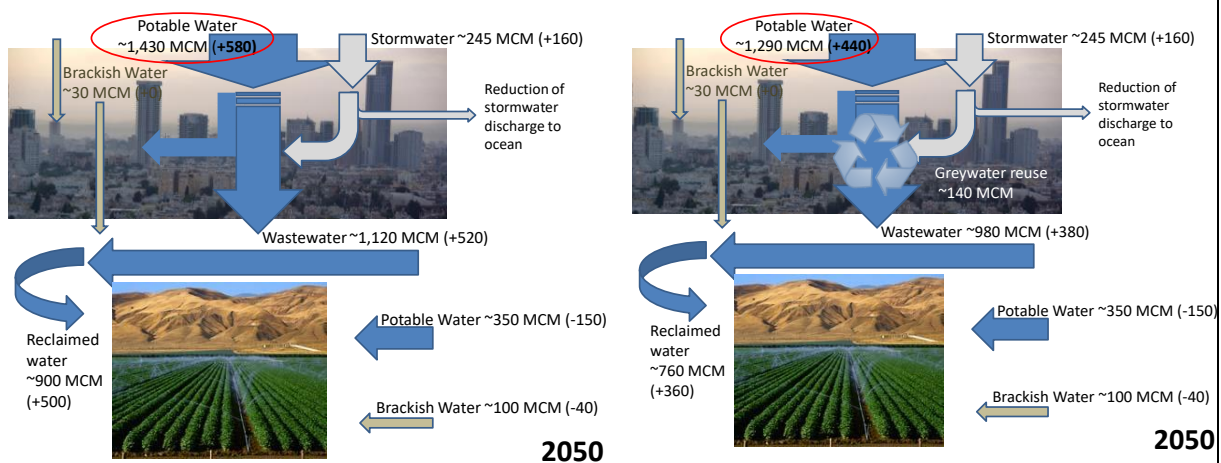 Potable Water
~1,430 MCM (+580)
Stormwater ~245 MCM (+160)
Brackish Water
~30 MCM (+0)
Reduction of
stormwater
discharge to
ocean
Wastewater ~1,120 MCM (+520)
Reclaimed
water
~900 MCM
(+500)
Potable Water ~350 MCM (-150)
Brackish Water ~100 MCM (-40)
2050
Potable Water
~1,290 MCM (+440)
Stormwater ~245 MCM (+160)
Brackish Water
~30 MCM (+0)
Reduction of
stormwater
discharge to
ocean
Greywater reuse
~140 MCM
Wastewater ~980 MCM (+380)
Reclaimed
water
~760 MCM
(+360)
Potable Water ~350 MCM (-150)
Brackish Water ~100 MCM (-40)
2050